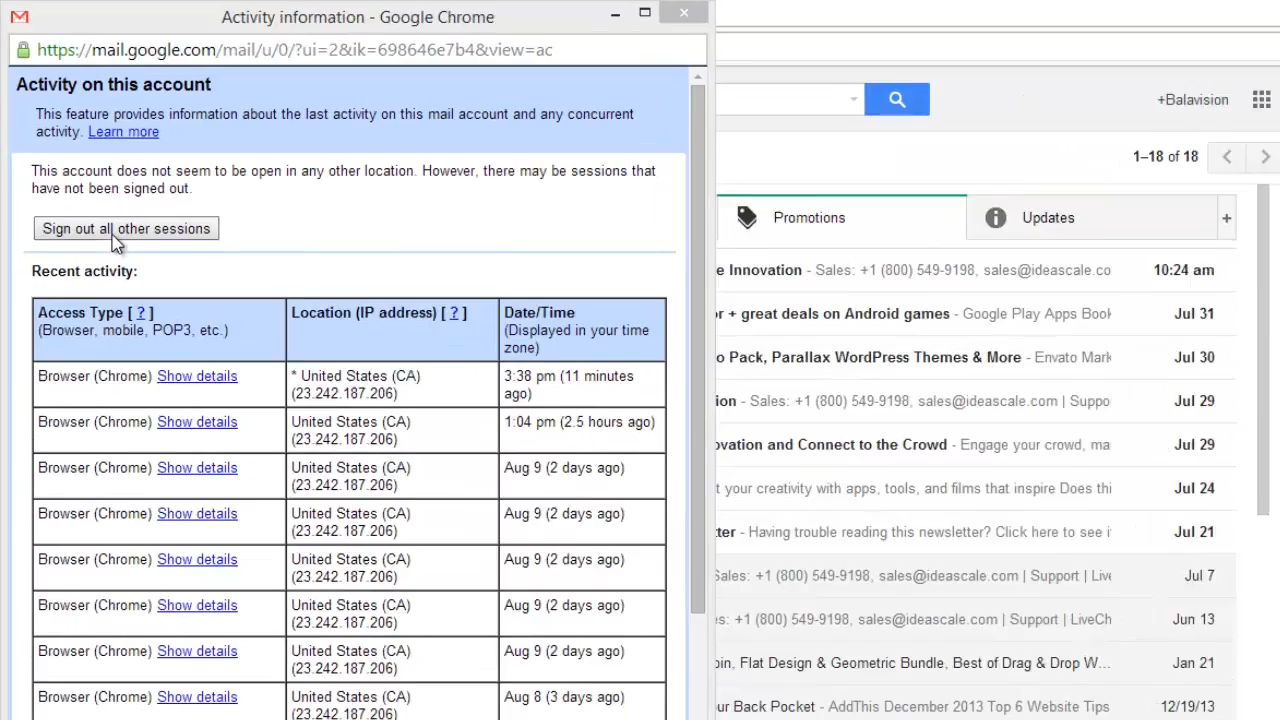 Activity information - Google Chrome
https://mail.google.com/mail/u/0/?ui=2&ik=698646e7b4&view=ac
Activity on this account
This feature provides information about the last activity on this mail account and any concurrent
activity. Learn more
This account does not seem to be open in any other location. However, there may be sessions that
have not been signed out.
Sign out all other sessions
Recent activity:
Access Type [ ? ]
(Browser, mobile, POP3, etc.)
Location (IP address) [ ? ]
Date/Time
(Displayed in your time
zone)
Browser (Chrome) Show details
* United States (CA)
(23.242.187.206)
3:38 pm (11 minutes
ago)
Browser (Chrome) Show details
United States (CA)
(23.242.187.206)
1:04 pm (2.5 hours ago)
Browser (Chrome) Show details
United States (CA)
(23.242.187.206)
Aug 9 (2 days ago)
Browser (Chrome) Show details
United States (CA)
(23.242.187.206)
Aug 9 (2 days ago)
Browser (Chrome) Show details
United States (CA)
(23.242.187.206)
Aug 9 (2 days ago)
Browser (Chrome) Show details
United States (CA)
(23.242.187.206)
Aug 9 (2 days ago)
Browser (Chrome) Show details
United States (CA)
(23.242.187.206)
Aug 9 (2 days ago)
Browser (Chrome) Show details
United States (CA)
(23.242.187.206)
Aug 8 (3 days ago)
+Balavision
1–18 of 18
Promotions
Updates
+
e Innovation - Sales: +1 (800) 549-9198, sales@ideascale.co 10:24 am
or + great deals on Android games - Google Play Apps Book Jul 31
o Pack, Parallax WordPress Themes & More - Envato Mark Jul 30
ion - Sales: +1 (800) 549-9198, sales@ideascale.com | Suppo Jul 29
ovation and Connect to the Crowd - Engage your crowd, ma Jul 29
t your creativity with apps, tools, and films that inspire Does thi Jul 24
tter - Having trouble reading this newsletter? Click here to see i Jul 21
Sales: +1 (800) 549-9198, sales@ideascale.com | Support | Live Jul 7
s: +1 (800) 549-9198, sales@ideascale.com | Support | LiveCh Jun 13
oin, Flat Design & Geometric Bundle, Best of Drag & Drop W... Jan 21
ur Back Pocket - AddThis December 2013 Top 6 Website Tips 12/19/13